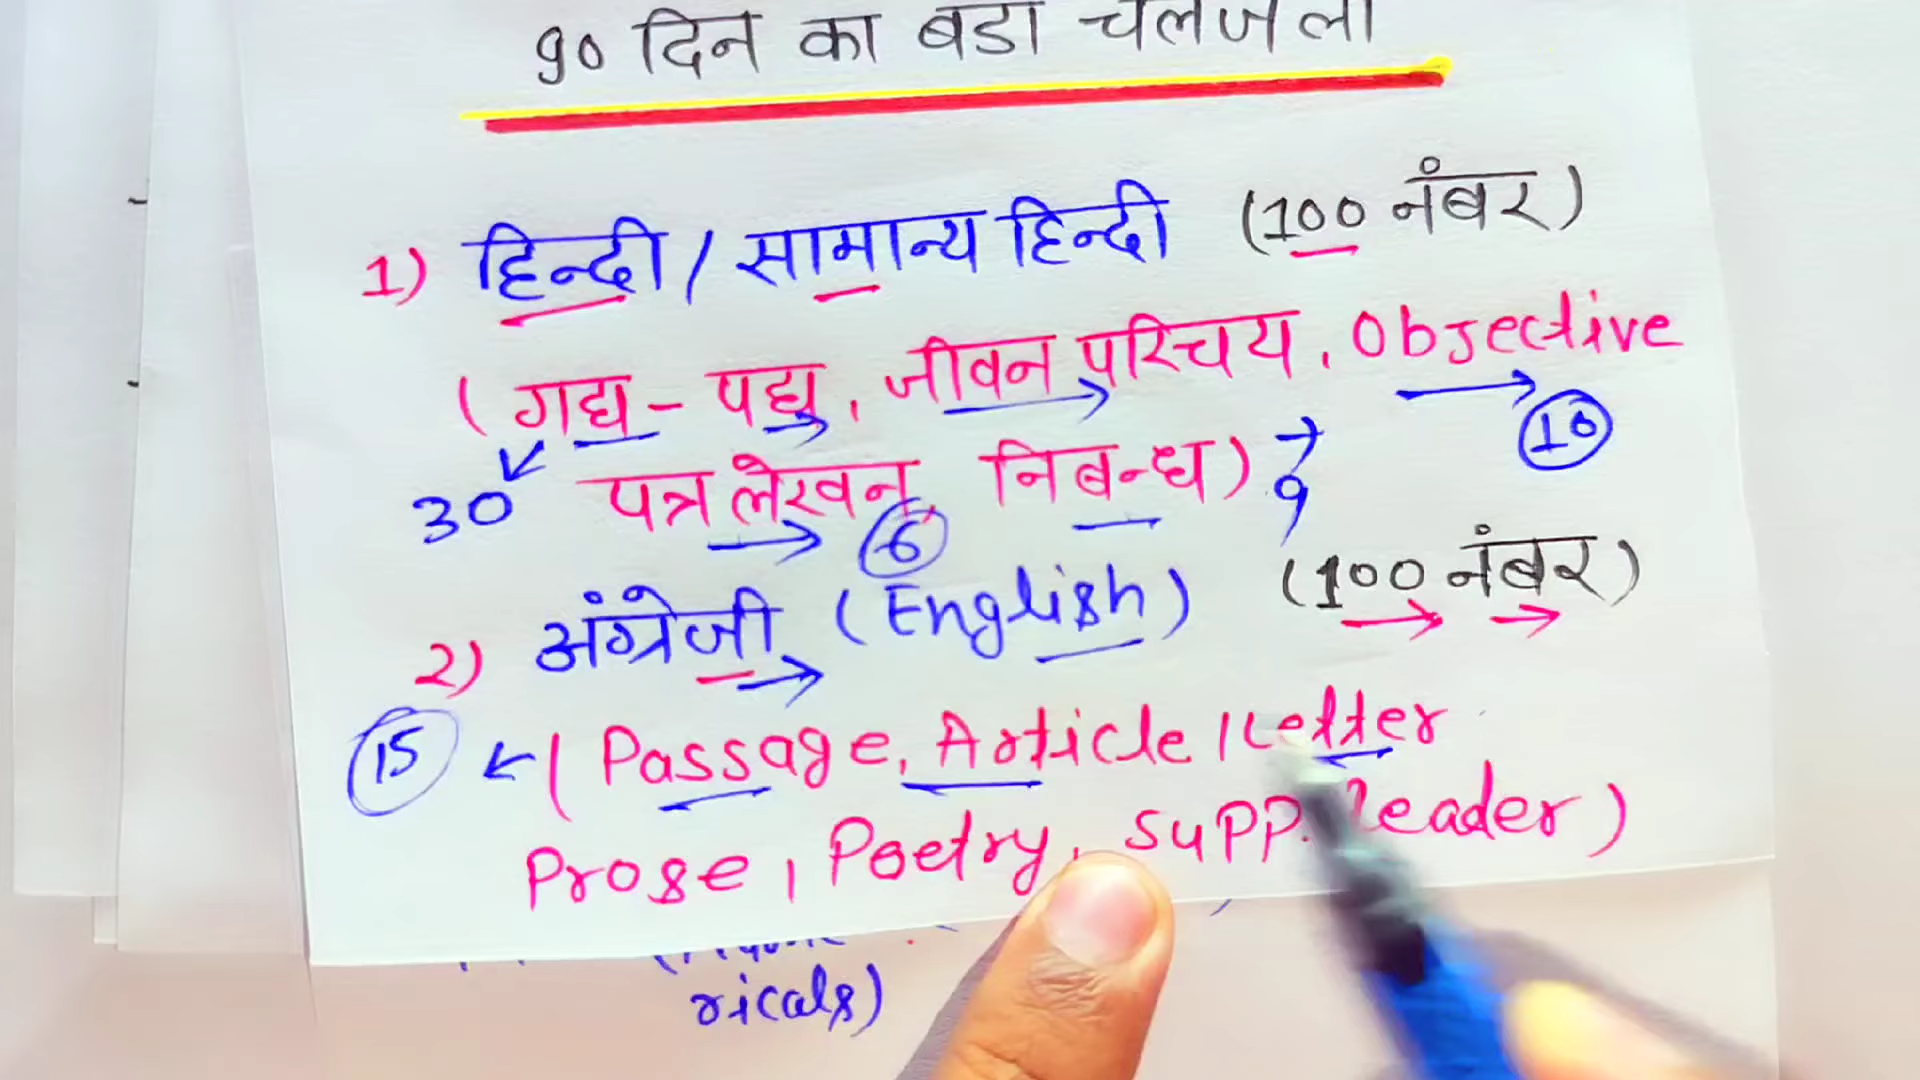 90 दिन का बडा चलजला
1) हिन्दी / सामान्य हिन्दी (100 नंबर)
(गद्य - पद्य, जीवन परिचय, Objective
10
30 पत्र लेखन, निबन्ध) 9
6
2) अंग्रेजी (English) (100 नंबर)
15 (Passage, Article / Letter
Prose, Poetry, Supp. Reader)
ricals)